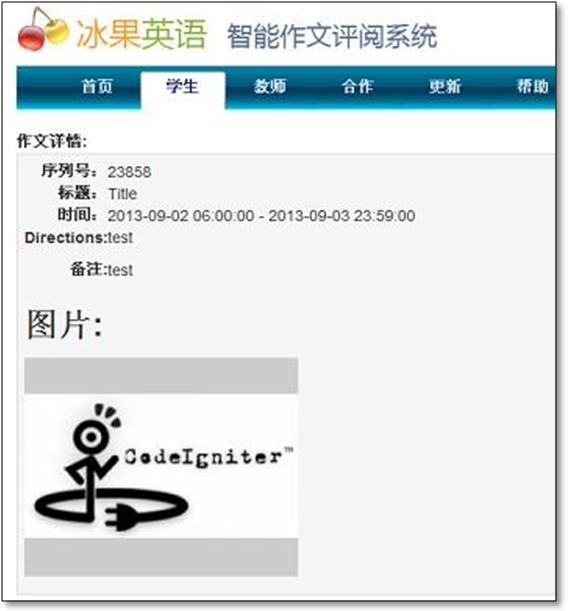 冰果英语 智能作文评阅系统
首页 学生 教师 合作 更新 帮助
作文详情:
序列号: 23858
标题: Title
时间: 2013-09-02 06:00:00 - 2013-09-03 23:59:00
Directions:test
备注:test
图片:
CodeIgniter™